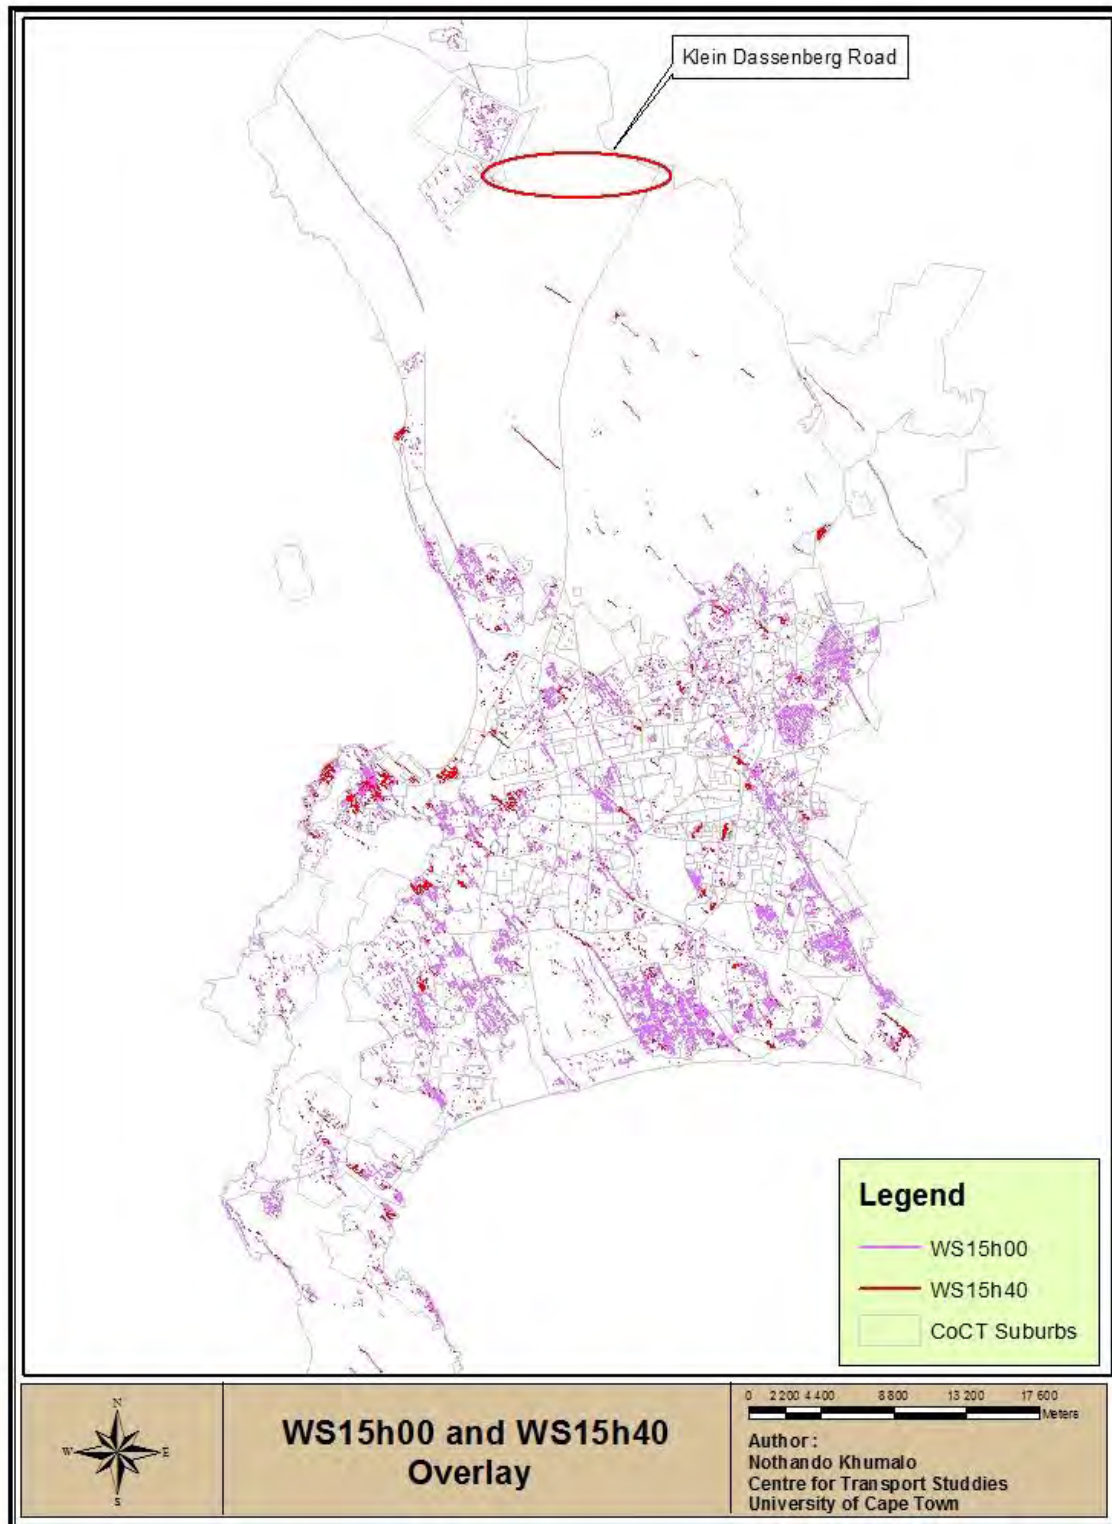 Klein Dassenberg Road
Legend
WS15h00
WS15h40
CoCT Suburbs
N
W
E
S
WS15h00 and WS15h40
Overlay
0 2 200 4 400 8 800 13 200 17 600
Meters
Author :
Nothando Khumalo
Centre for Transport Studdies
University of Cape Town